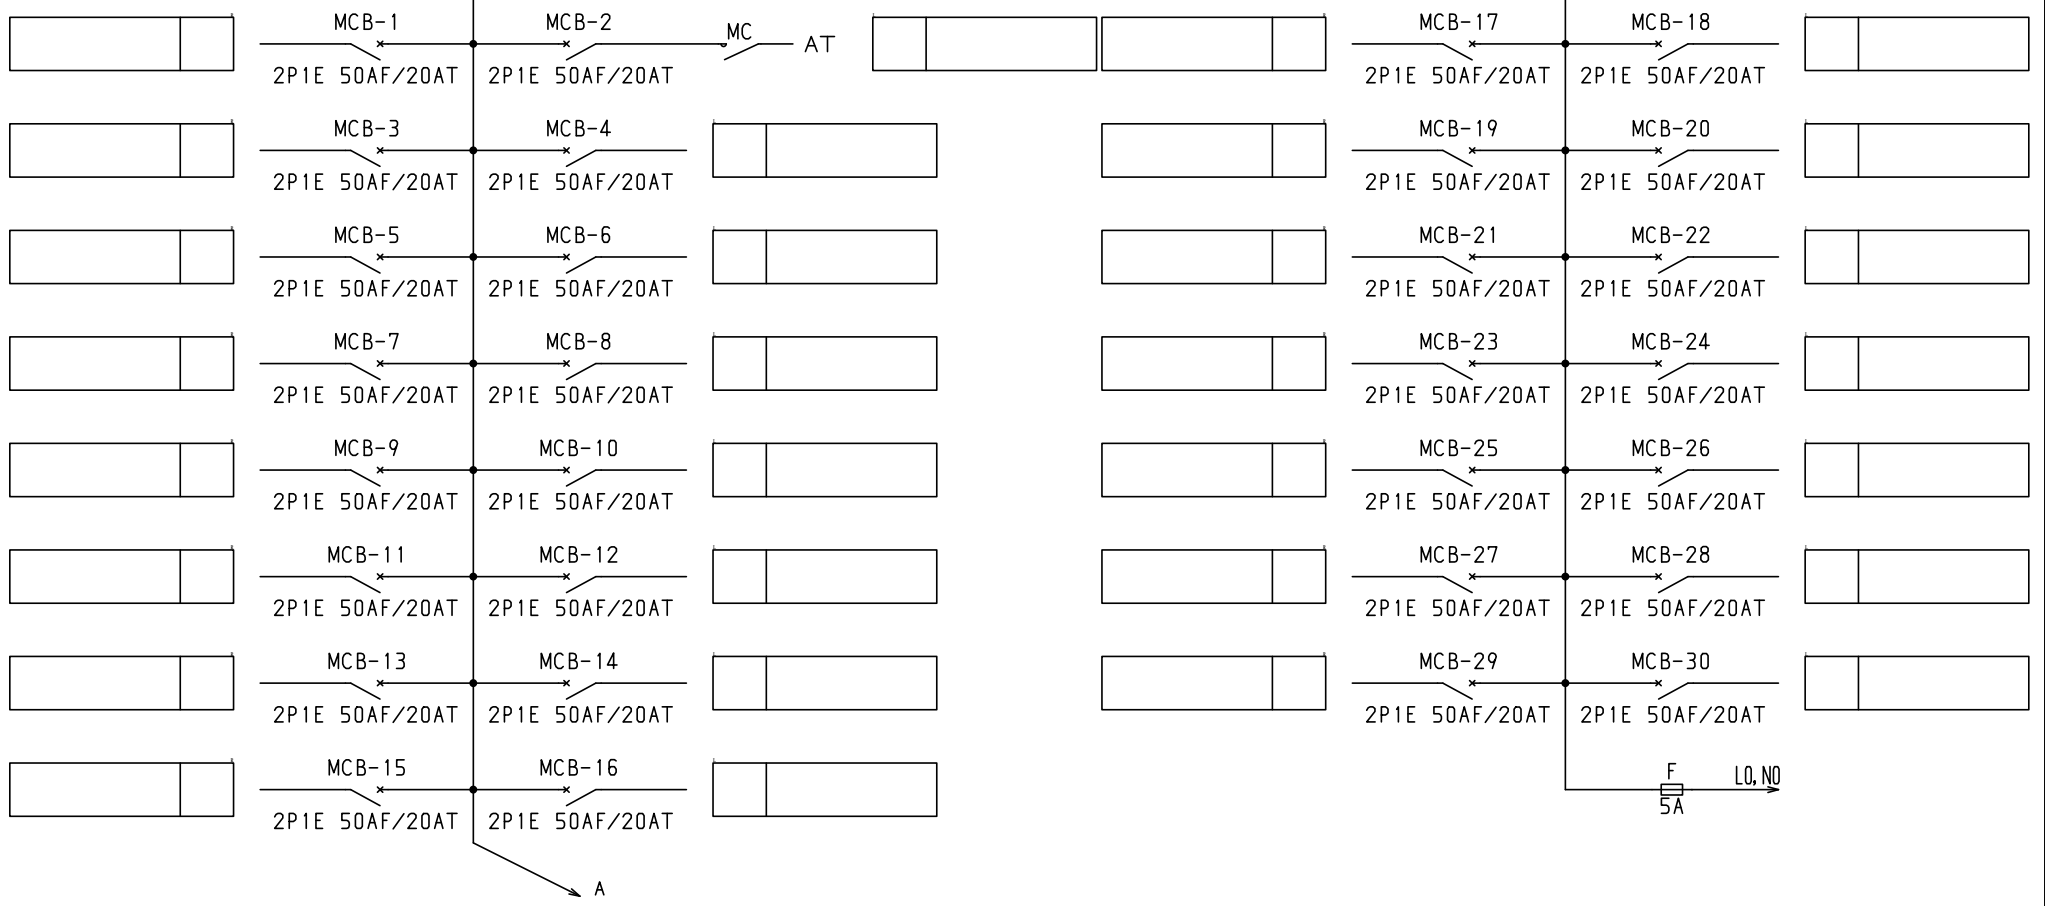 MCB-1 MCB-2 MC AT MCB-17 MCB-18
2P1E 50AF/20AT 2P1E 50AF/20AT 2P1E 50AF/20AT 2P1E 50AF/20AT
MCB-3 MCB-4 MCB-19 MCB-20
2P1E 50AF/20AT 2P1E 50AF/20AT 2P1E 50AF/20AT 2P1E 50AF/20AT
MCB-5 MCB-6 MCB-21 MCB-22
2P1E 50AF/20AT 2P1E 50AF/20AT 2P1E 50AF/20AT 2P1E 50AF/20AT
MCB-7 MCB-8 MCB-23 MCB-24
2P1E 50AF/20AT 2P1E 50AF/20AT 2P1E 50AF/20AT 2P1E 50AF/20AT
MCB-9 MCB-10 MCB-25 MCB-26
2P1E 50AF/20AT 2P1E 50AF/20AT 2P1E 50AF/20AT 2P1E 50AF/20AT
MCB-11 MCB-12 MCB-27 MCB-28
2P1E 50AF/20AT 2P1E 50AF/20AT 2P1E 50AF/20AT 2P1E 50AF/20AT
MCB-13 MCB-14 MCB-29 MCB-30
2P1E 50AF/20AT 2P1E 50AF/20AT 2P1E 50AF/20AT 2P1E 50AF/20AT
MCB-15 MCB-16 F L0,N0
2P1E 50AF/20AT 2P1E 50AF/20AT 5A
A